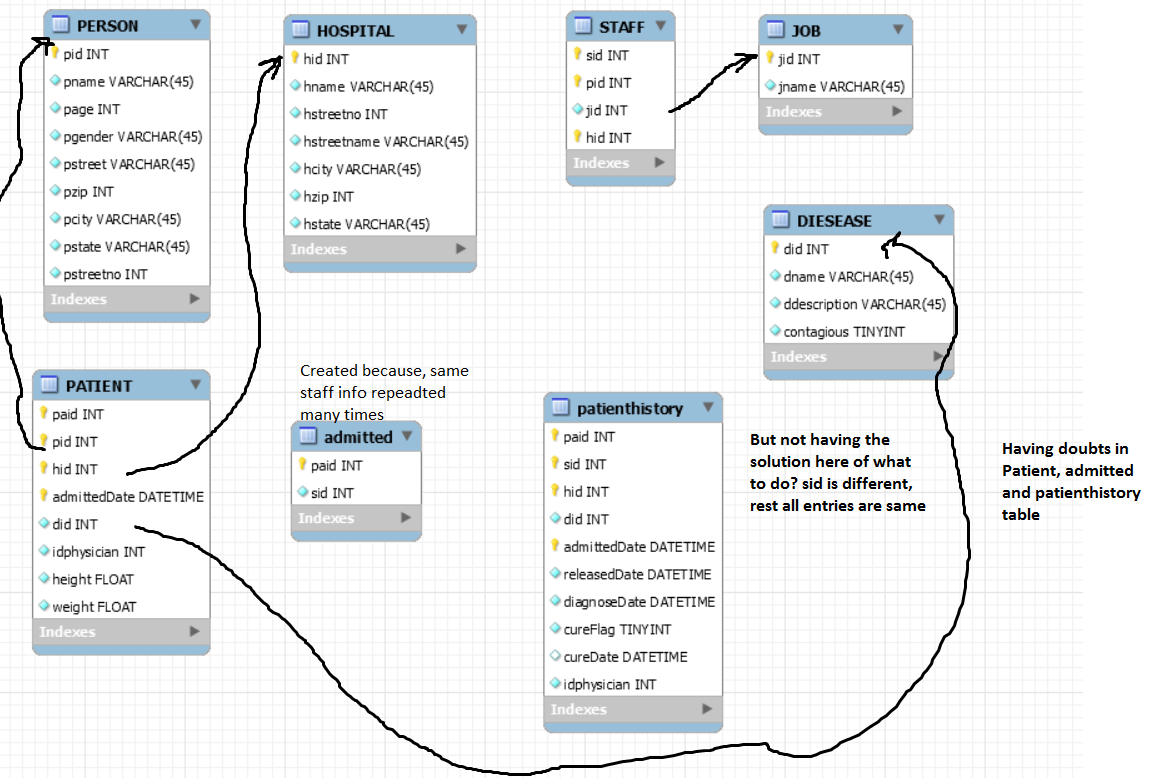 PERSON
pid INT
pname VARCHAR(45)
page INT
pgender VARCHAR(45)
pstreet VARCHAR(45)
pzip INT
pcity VARCHAR(45)
pstate VARCHAR(45)
pstreetno INT
Indexes
HOSPITAL
hid INT
hname VARCHAR(45)
hstreetno INT
hstreetname VARCHAR(45)
hcity VARCHAR(45)
hzip INT
hstate VARCHAR(45)
Indexes
STAFF
sid INT
pid INT
jid INT
hid INT
Indexes
JOB
jid INT
jname VARCHAR(45)
Indexes
DIESEASE
did INT
dname VARCHAR(45)
ddescription VARCHAR(45)
contagious TINYINT
Indexes
PATIENT
paid INT
pid INT
hid INT
admittedDate DATETIME
did INT
idphysician INT
height FLOAT
weight FLOAT
Indexes
Created because, same
staff info repeadted
many times
admitted
paid INT
sid INT
Indexes
patienthistory
paid INT
sid INT
hid INT
did INT
admittedDate DATETIME
releasedDate DATETIME
diagnoseDate DATETIME
cureFlag TINYINT
cureDate DATETIME
idphysician INT
Indexes
But not having the
solution here of what
to do? sid is different,
rest all entries are same
Having doubts in
Patient, admitted
and patienthistory
table